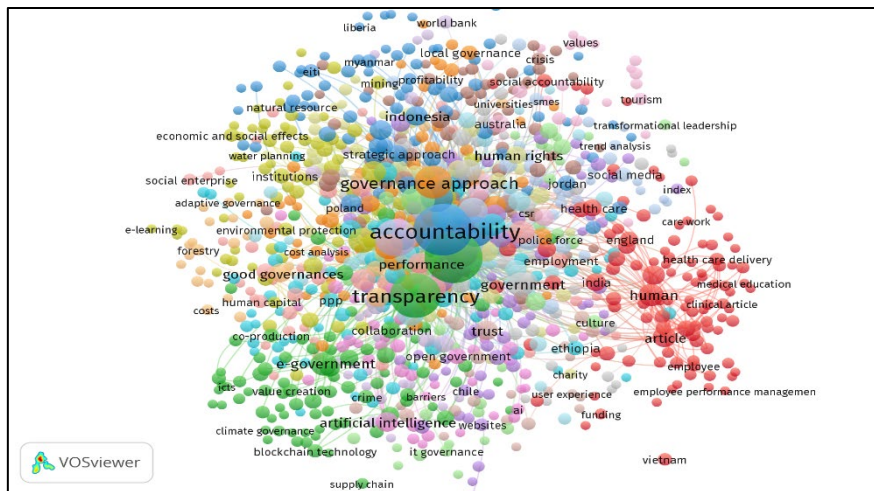 world bank
liberia
local governance
values
myanmar
crisis
eiti
mining
profitability
social accountability
natural resource
universities
smes
tourism
indonesia
australia
transformational leadership
economic and social effects
strategic approach
human rights
trend analysis
water planning
institutions
social media
social enterprise
governance approach
jordan
index
adaptive governance
poland
csr
health care
care work
e-learning
environmental protection
accountability
police force
england
forestry
cost analysis
performance
employment
health care delivery
good governances
government
india
human
medical education
costs
human capital
ppp
transparency
clinical article
co-production
collaboration
trust
culture
article
e-government
open government
ethiopia
icts
value creation
crime
barriers
chile
charity
employee
ai
user experience
employee performance managemen
climate governance
artificial intelligence
websites
funding
blockchain technology
it governance
vietnam
supply chain
VOSviewer